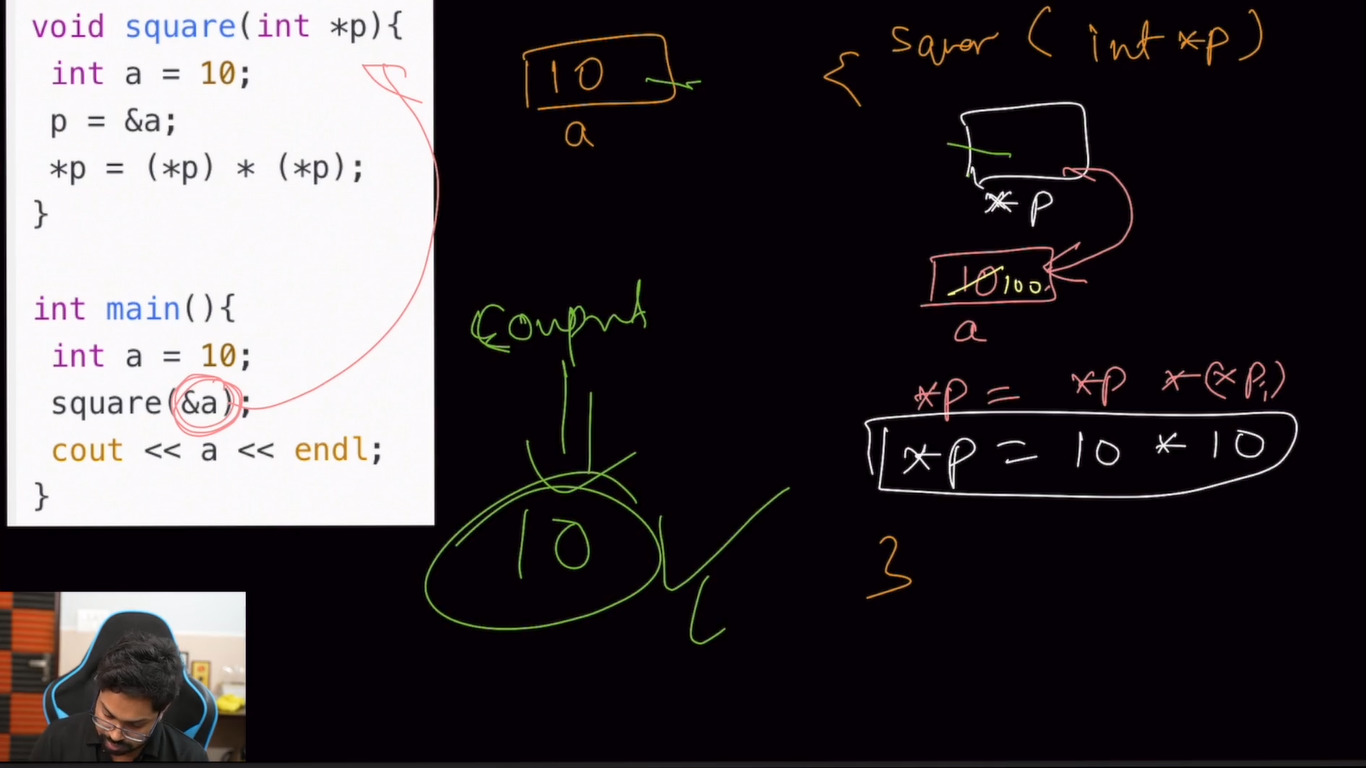 void square(int *p){
int a = 10;
p = &a;
*p = (*p) * (*p);
}
int main(){
int a = 10;
square(&a);
cout << a << endl;
}
10
a
{ Squar ( int *p )
* p
10 100
a
*p = *p * (*p)
*p = 10 * 10
}
10